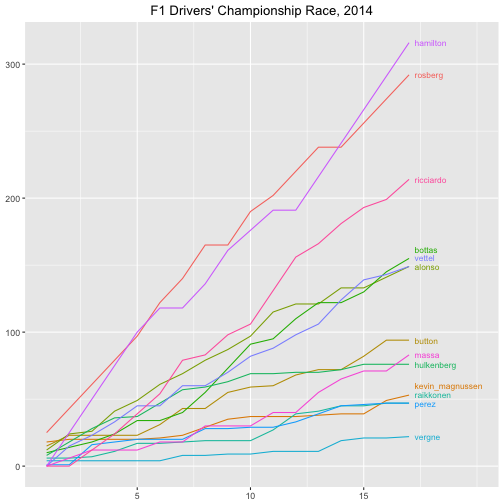 F1 Drivers' Championship Race, 2014
hamilton
rosberg
ricciardo
bottas
vettel
alonso
button
massa
hulkenberg
kevin_magnussen
raikkonen
perez
vergne
300
200
100
0
5
10
15